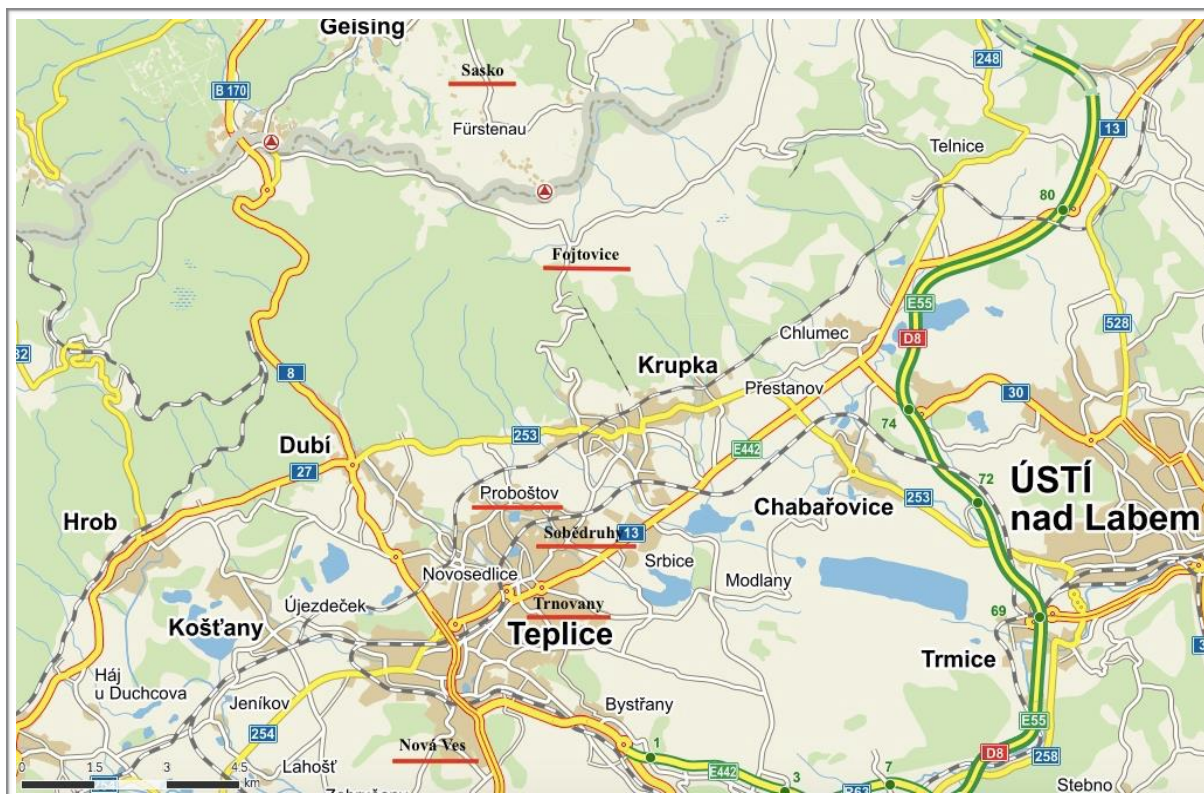 Geising
Sasko
248
B 170
Fürstenau
13
Telnice
80
Fojtovice
E55
82
Chlumec
D8
528
Krupka
8
Přestanov
30
253
74
Dubí
E442
27
72
ÚSTÍ
nad Labem
Proboštov
Chabařovice
253
Hrob
Sobědruhy
13
Srbice
Novosedlice
Modlany
Újezdeček
Trnovany
69
Košťany
Teplice
Trmice
Háj
u Duchcova
Jeníkov
Bystřany
E55
254
Nová Ves
1
D8
258
0 1.5 3 4.5
km
Lahošť
E442
3
7
R63
Stebno